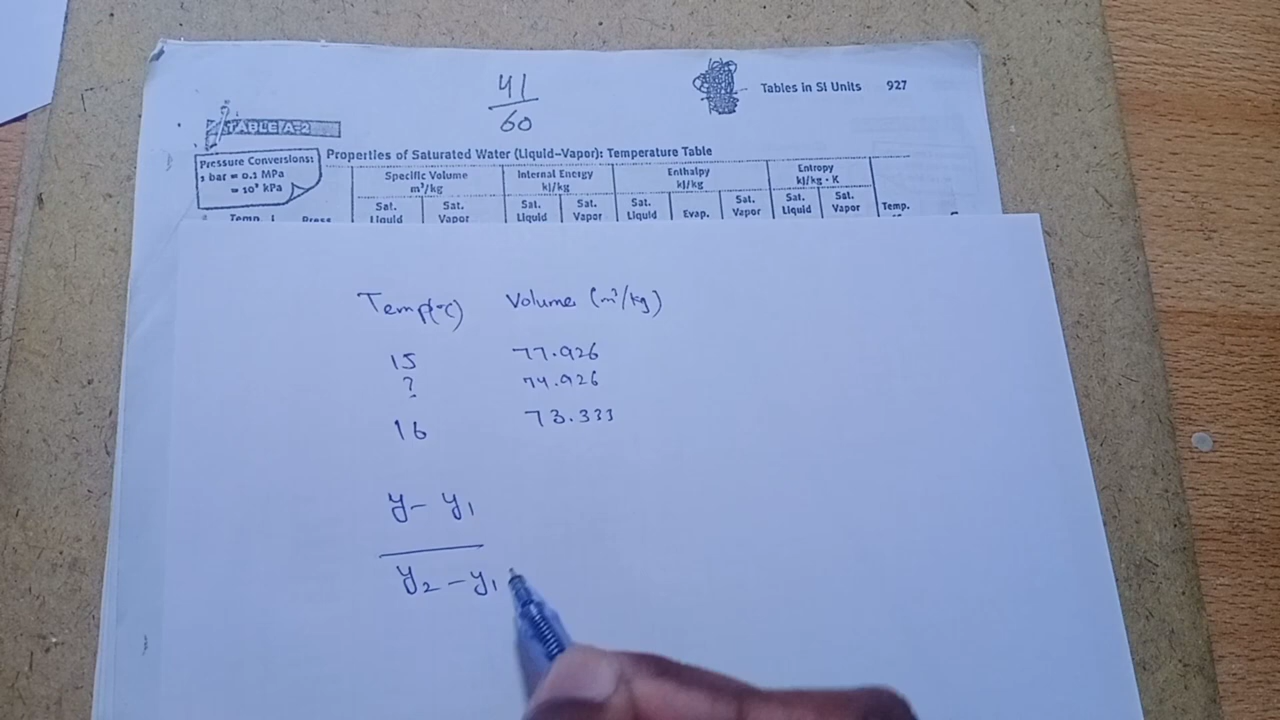 41
60
Tables in SI Units 927
TABLE A-2
Pressure Conversions:
1 bar = 0.1 MPa
= 10² kPa
Properties of Saturated Water (Liquid–Vapor): Temperature Table
Specific Volume m³/kg
Internal Energy kJ/kg
Enthalpy kJ/kg
Entropy kJ/kg · K
Temp. Press Sat. Liquid Sat. Vapor Sat. Liquid Sat. Vapor Sat. Liquid Evap. Sat. Vapor Sat. Liquid Sat. Vapor Temp.
Temp(°C) Volume (m³/kg)
15 77.926
? 74.926
16 73.333
y - y₁
y₂ - y₁